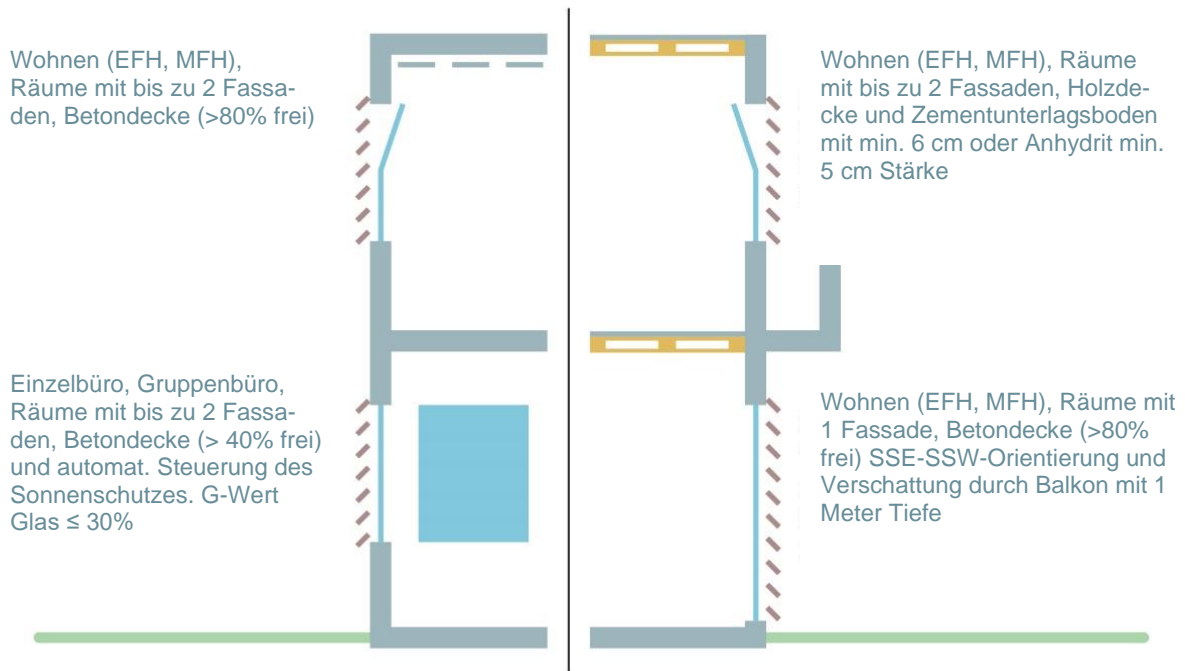 Wohnen (EFH, MFH),
Räume mit bis zu 2 Fassa-
den, Betondecke (>80% frei)
Einzelbüro, Gruppenbüro,
Räume mit bis zu 2 Fassa-
den, Betondecke (> 40% frei)
und automat. Steuerung des
Sonnenschutzes. G-Wert
Glas ≤ 30%
Wohnen (EFH, MFH), Räume
mit bis zu 2 Fassaden, Holzde-
cke und Zementunterlagsboden
mit min. 6 cm oder Anhydrit min.
5 cm Stärke
Wohnen (EFH, MFH), Räume mit
1 Fassade, Betondecke (>80%
frei) SSE-SSW-Orientierung und
Verschattung durch Balkon mit 1
Meter Tiefe